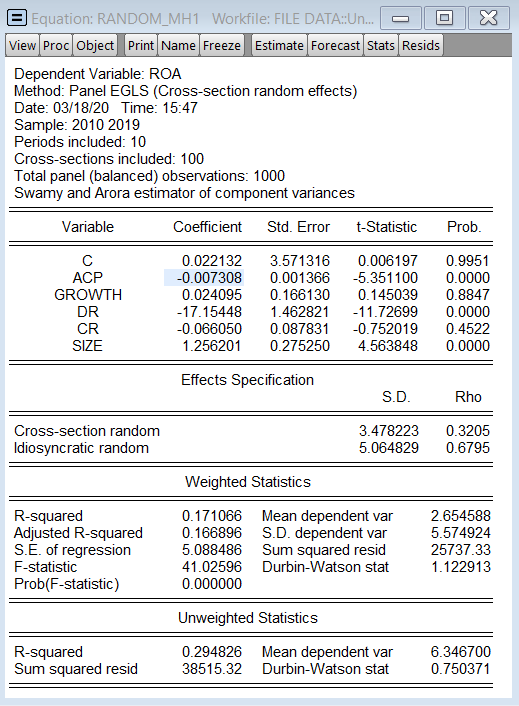 Equation: RANDOM_MH1 Workfile: FILE DATA::Un...
View Proc Object Print Name Freeze Estimate Forecast Stats Resids
Dependent Variable: ROA
Method: Panel EGLS (Cross-section random effects)
Date: 03/18/20 Time: 15:47
Sample: 2010 2019
Periods included: 10
Cross-sections included: 100
Total panel (balanced) observations: 1000
Swamy and Arora estimator of component variances
Variable Coefficient Std. Error t-Statistic Prob.
C 0.022132 3.571316 0.006197 0.9951
ACP -0.007308 0.001366 -5.351100 0.0000
GROWTH 0.024095 0.166130 0.145039 0.8847
DR -17.15448 1.462821 -11.72699 0.0000
CR -0.066050 0.087831 -0.752019 0.4522
SIZE 1.256201 0.275250 4.563848 0.0000
Effects Specification
S.D. Rho
Cross-section random 3.478223 0.3205
Idiosyncratic random 5.064829 0.6795
Weighted Statistics
R-squared 0.171066 Mean dependent var 2.654588
Adjusted R-squared 0.166896 S.D. dependent var 5.574924
S.E. of regression 5.088486 Sum squared resid 25737.33
F-statistic 41.02596 Durbin-Watson stat 1.122913
Prob(F-statistic) 0.000000
Unweighted Statistics
R-squared 0.294826 Mean dependent var 6.346700
Sum squared resid 38515.32 Durbin-Watson stat 0.750371